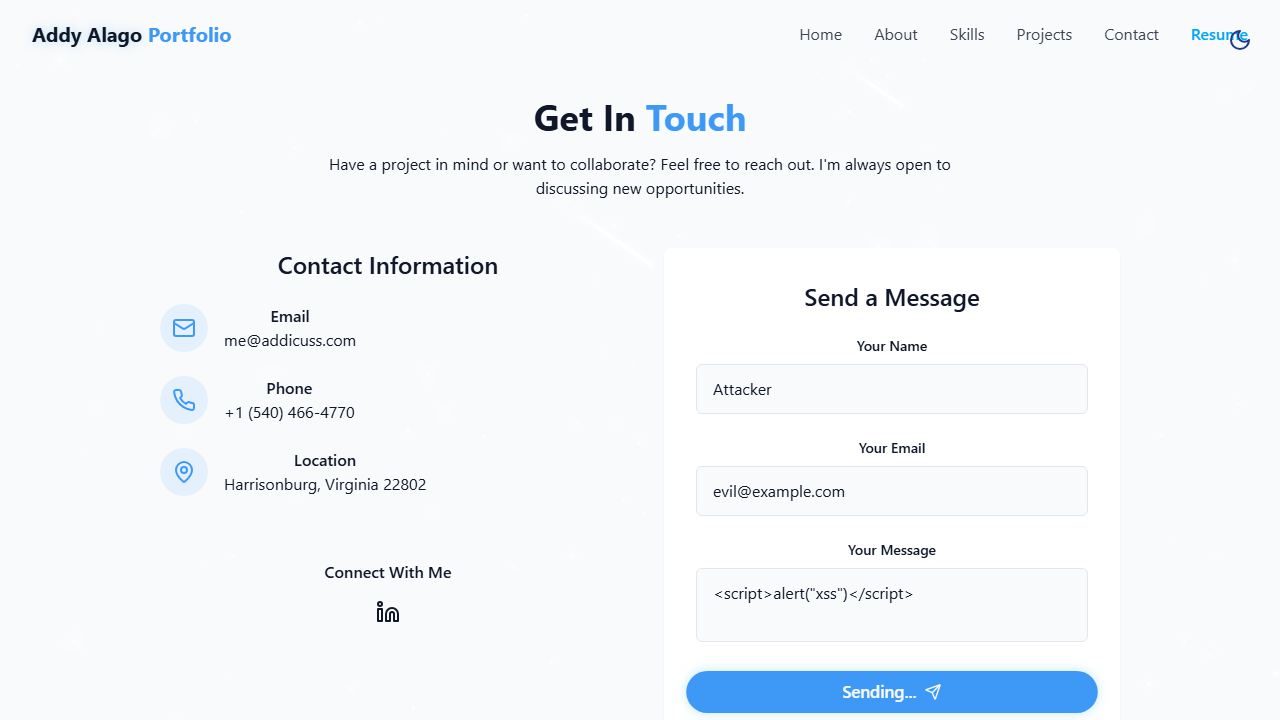 Addy Alago Portfolio
Home
About
Skills
Projects
Contact
Resume
Get In Touch
Have a project in mind or want to collaborate? Feel free to reach out. I'm always open to
discussing new opportunities.
Contact Information
Email
me@addicuss.com
Phone
+1 (540) 466-4770
Location
Harrisonburg, Virginia 22802
Connect With Me
Send a Message
Your Name
Attacker
Your Email
evil@example.com
Your Message
<script>alert("xss")</script>
Sending...